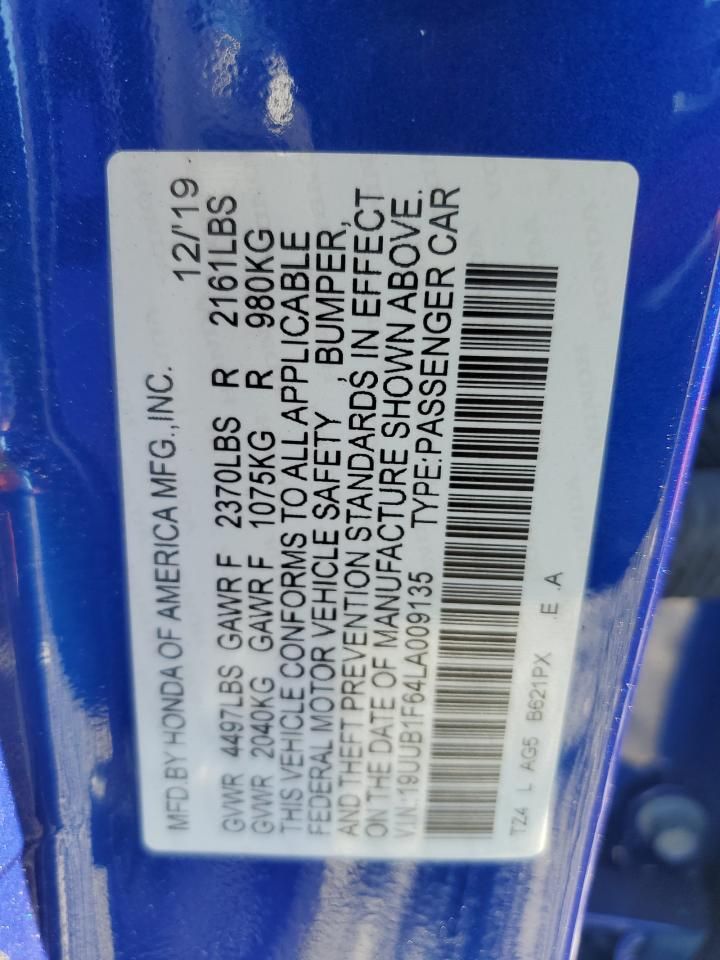 MFD.BY HONDA OF AMERICA MFG.,INC. 12/'19
GVWR 4497LBS GAWR F 2370LBS R 2161LBS
GVWR 2040KG GAWR F 1075KG R 980KG
THIS VEHICLE CONFORMS TO ALL APPLICABLE
FEDERAL MOTOR VEHICLE SAFETY , BUMPER,
AND THEFT PREVENTION STANDARDS IN EFFECT
ON THE DATE OF MANUFACTURE SHOWN ABOVE.
V.I.N.:19UUB1F64LA009135 TYPE:PASSENGER CAR
TZ4 L AG5 B621PX .E .A